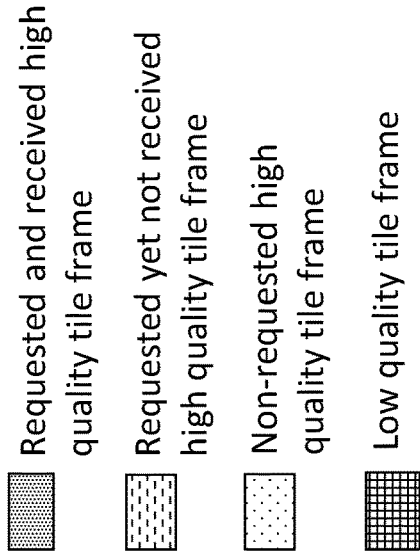 Requested and received high
quality tile frame
Requested yet not received
high quality tile frame
Non-requested high
quality tile frame
Low quality tile frame